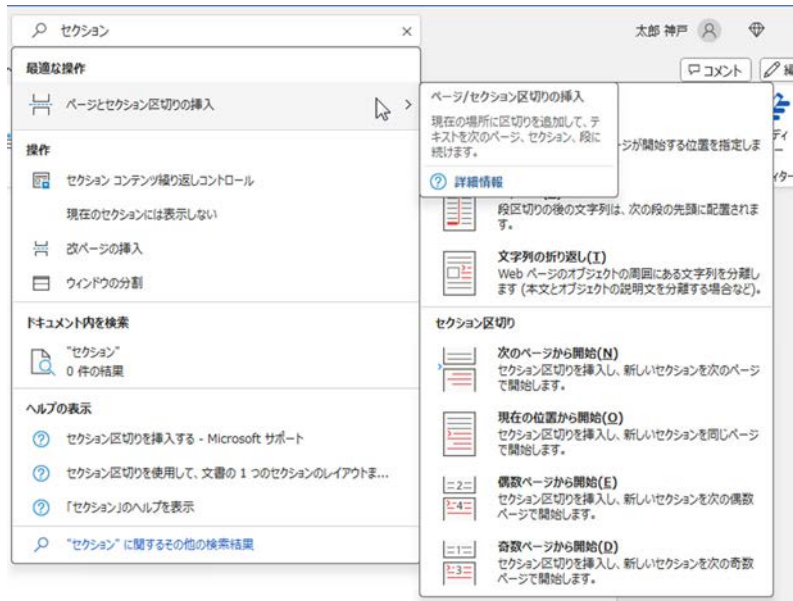 セクション
太郎 神戸
コメント
最適な操作
ページとセクション区切りの挿入
操作
セクション コンテンツ繰り返しコントロール
現在のセクションには表示しない
改ページの挿入
ウィンドウの分割
ドキュメント内を検索
"セクション"
0 件の結果
ヘルプの表示
セクション区切りを挿入する - Microsoft サポート
セクション区切りを使用して、文書の 1 つのセクションのレイアウトま...
「セクション」のヘルプを表示
"セクション" に関するその他の検索結果
ページ/セクション区切りの挿入
現在の場所に区切りを追加して、テ
キストを次のページ、セクション、段に
続けます。
詳細情報
ージが開始する位置を指定しま
段区切りの後の文字列は、次の段の先頭に配置されま
す。
文字列の折り返し(T)
Web ページのオブジェクトの周囲にある文字列を分離し
ます (本文とオブジェクトの説明文を分離する場合など)。
セクション区切り
次のページから開始(N)
セクション区切りを挿入し、新しいセクションを次のページ
で開始します。
現在の位置から開始(O)
セクション区切りを挿入し、新しいセクションを同じページ
で開始します。
=2=
=4=
偶数ページから開始(E)
セクション区切りを挿入し、新しいセクションを次の偶数
ページで開始します。
=1=
=3=
奇数ページから開始(D)
セクション区切りを挿入し、新しいセクションを次の奇数
ページで開始します。